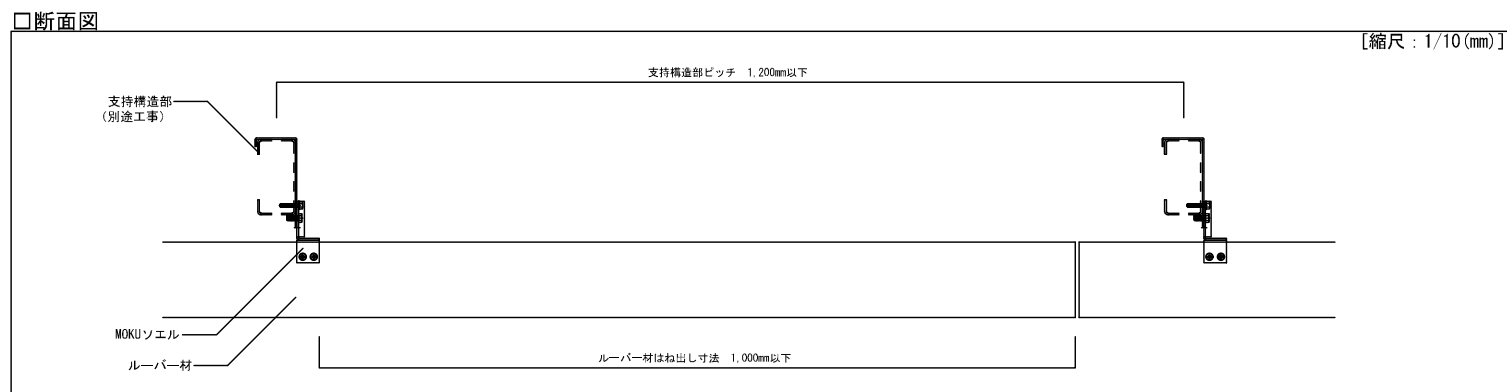 □断面図
[縮尺：1/10(mm)]
支持構造部ピッチ　1,200mm以下
支持構造部
(別途工事)
MOKUソエル
ルーバー材
ルーバー材はね出し寸法　1,000mm以下